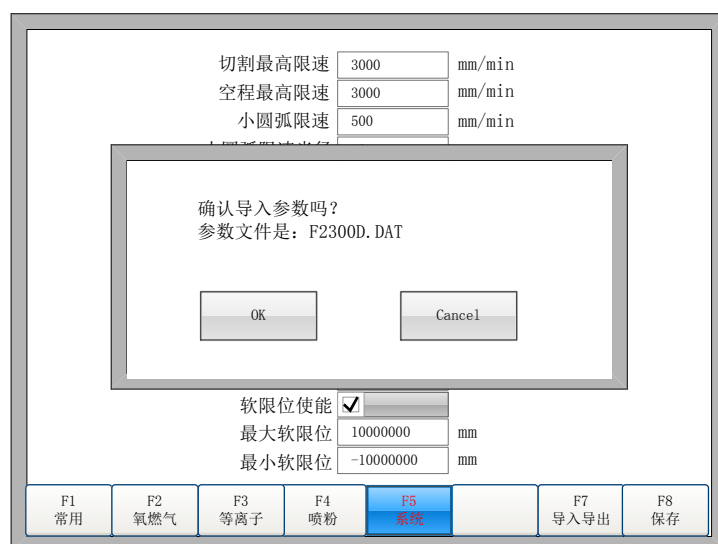 切割最高限速 3000 mm/min
空程最高限速 3000 mm/min
小圆弧限速 500 mm/min
确认导入参数吗？
参数文件是: F2300D.DAT
OK Cancel
软限位使能
最大软限位 10000000 mm
最小软限位 -10000000 mm
F1 F2 F3 F4 F5 F7 F8
常用 氧燃气 等离子 喷粉 系统 导入导出 保存